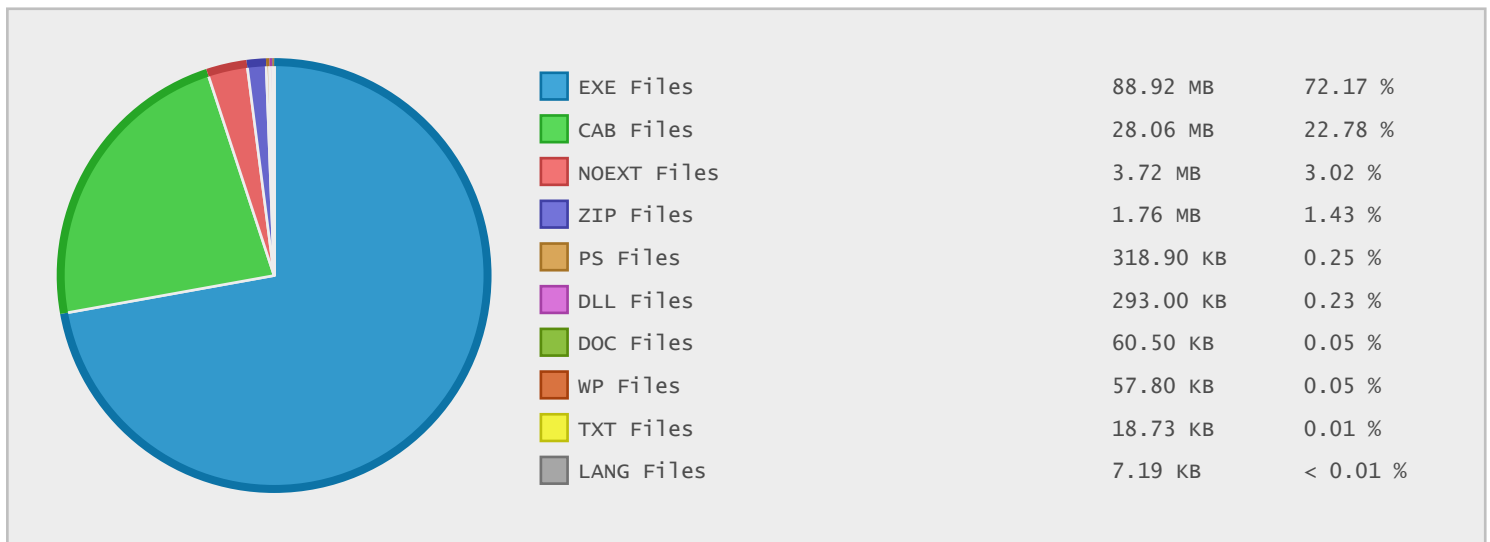 EXE Files 88.92 MB 72.17 %
CAB Files 28.06 MB 22.78 %
NOEXT Files 3.72 MB 3.02 %
ZIP Files 1.76 MB 1.43 %
PS Files 318.90 KB 0.25 %
DLL Files 293.00 KB 0.23 %
DOC Files 60.50 KB 0.05 %
WP Files 57.80 KB 0.05 %
TXT Files 18.73 KB 0.01 %
LANG Files 7.19 KB < 0.01 %